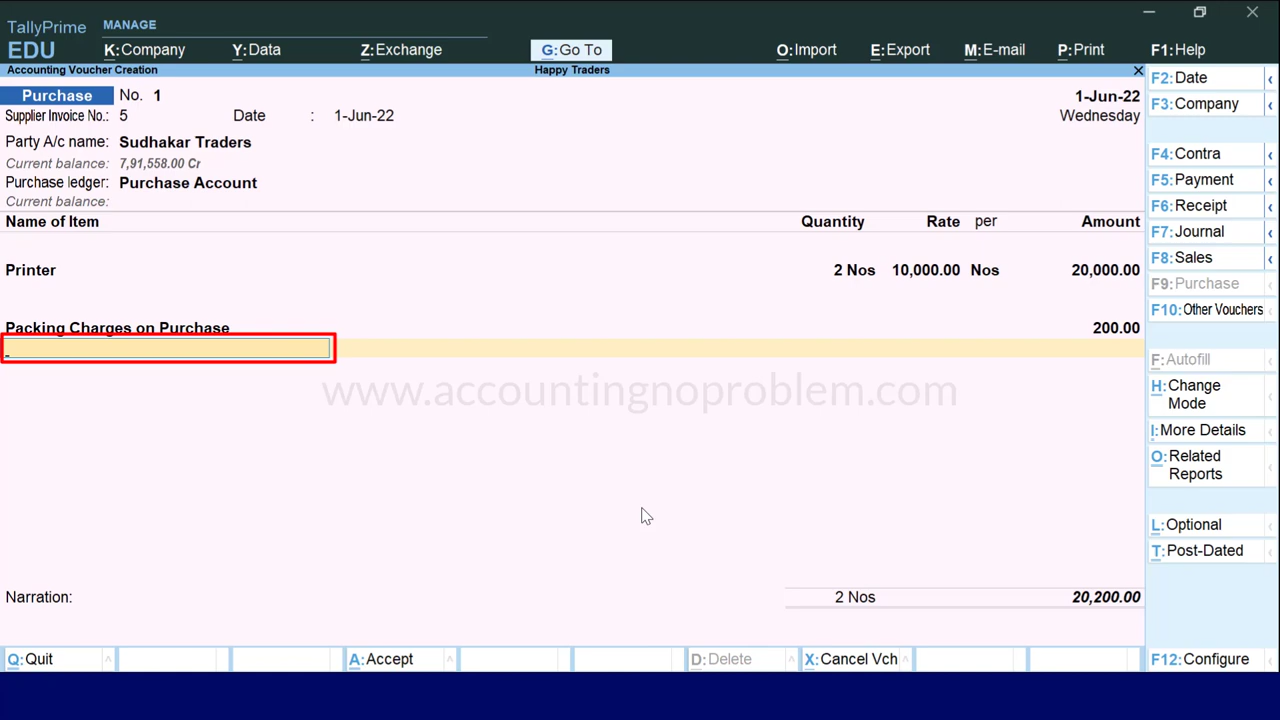 TallyPrime MANAGE
EDU K:Company Y:Data Z:Exchange G:Go To O:Import E:Export M:E-mail P:Print F1:Help
Accounting Voucher Creation Happy Traders
Purchase No. 1 1-Jun-22
Supplier Invoice No.: 5 Date : 1-Jun-22 Wednesday
Party A/c name: Sudhakar Traders
Current balance: 7,91,558.00 Cr
Purchase ledger: Purchase Account
Current balance:
Name of Item Quantity Rate per Amount
Printer 2 Nos 10,000.00 Nos 20,000.00
Packing Charges on Purchase 200.00
www.accountingnoproblem.com
Narration: 2 Nos 20,200.00
F2:Date
F3:Company
F4:Contra
F5:Payment
F6:Receipt
F7:Journal
F8:Sales
F9:Purchase
F10:Other Vouchers
F:Autofill
H:Change
Mode
I:More Details
O:Related
Reports
L:Optional
T:Post-Dated
Q:Quit A:Accept D:Delete X:Cancel Vch F12:Configure